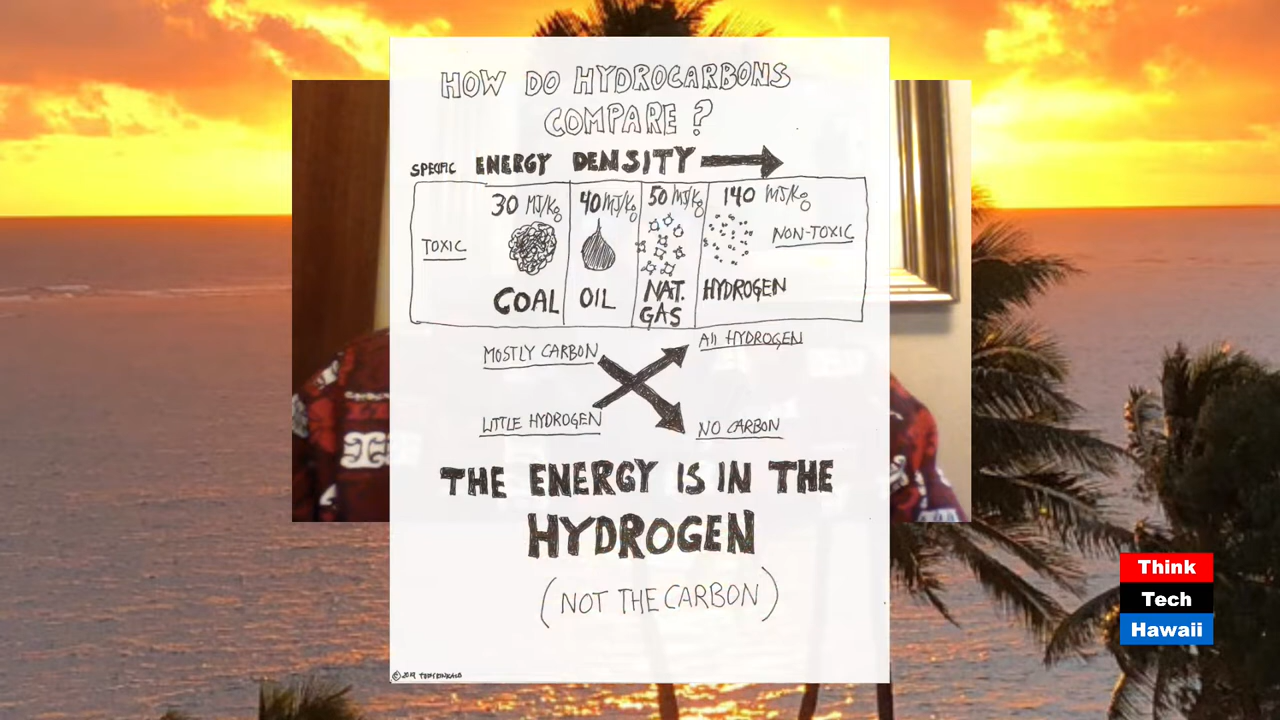 HOW DO HYDROCARBONS
COMPARE?
SPECIFIC ENERGY DENSITY
30 MJ/Kg 40 MJ/Kg 50 MJ/Kg 140 MJ/Kg
TOXIC
NON-TOXIC
COAL OIL NAT. GAS HYDROGEN
MOSTLY CARBON
All HYDROGEN
LITTLE HYDROGEN
NO CARBON
THE ENERGY IS IN THE
HYDROGEN
(NOT THE CARBON)
Think
Tech
Hawaii